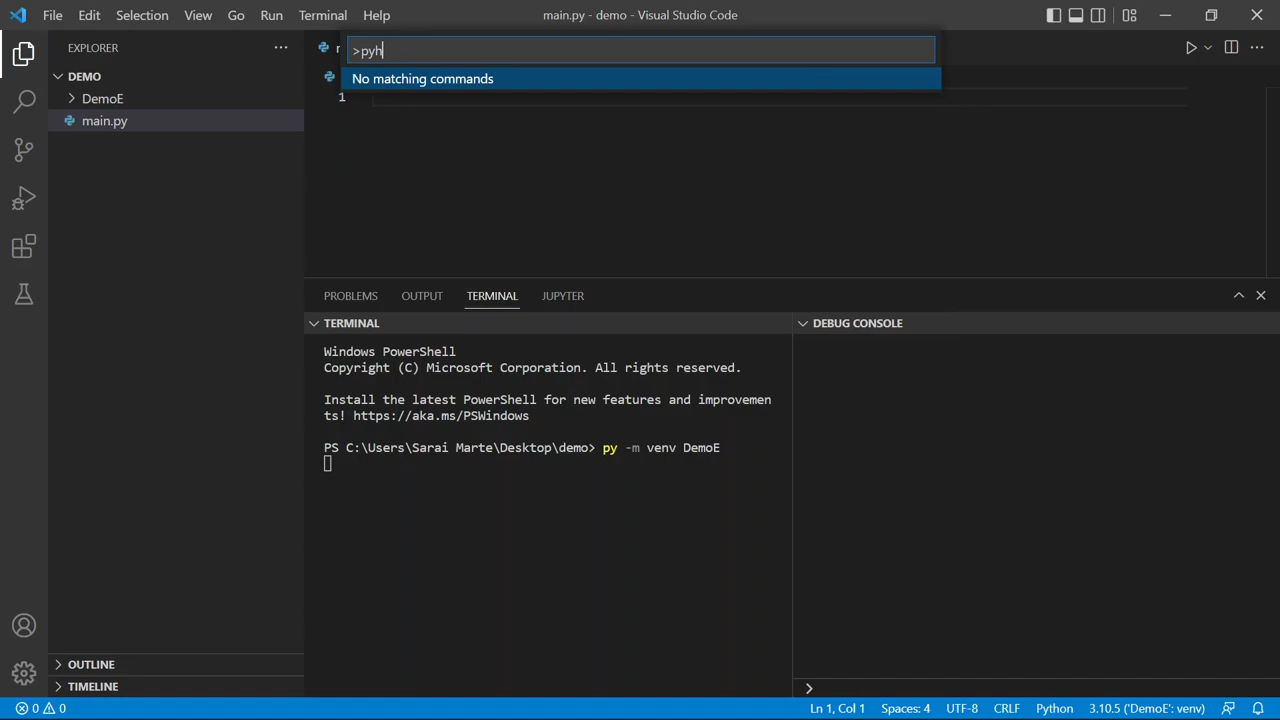 File Edit Selection View Go Run Terminal Help
main.py - demo - Visual Studio Code
EXPLORER
DEMO
DemoE
main.py
>pyh
No matching commands
1
PROBLEMS OUTPUT TERMINAL JUPYTER
TERMINAL
Windows PowerShell
Copyright (C) Microsoft Corporation. All rights reserved.
Install the latest PowerShell for new features and improvemen
ts! https://aka.ms/PSWindows
PS C:\Users\Sarai Marte\Desktop\demo> py -m venv DemoE
DEBUG CONSOLE
OUTLINE
TIMELINE
0 0
Ln 1, Col 1 Spaces: 4 UTF-8 CRLF Python 3.10.5 ('DemoE': venv)